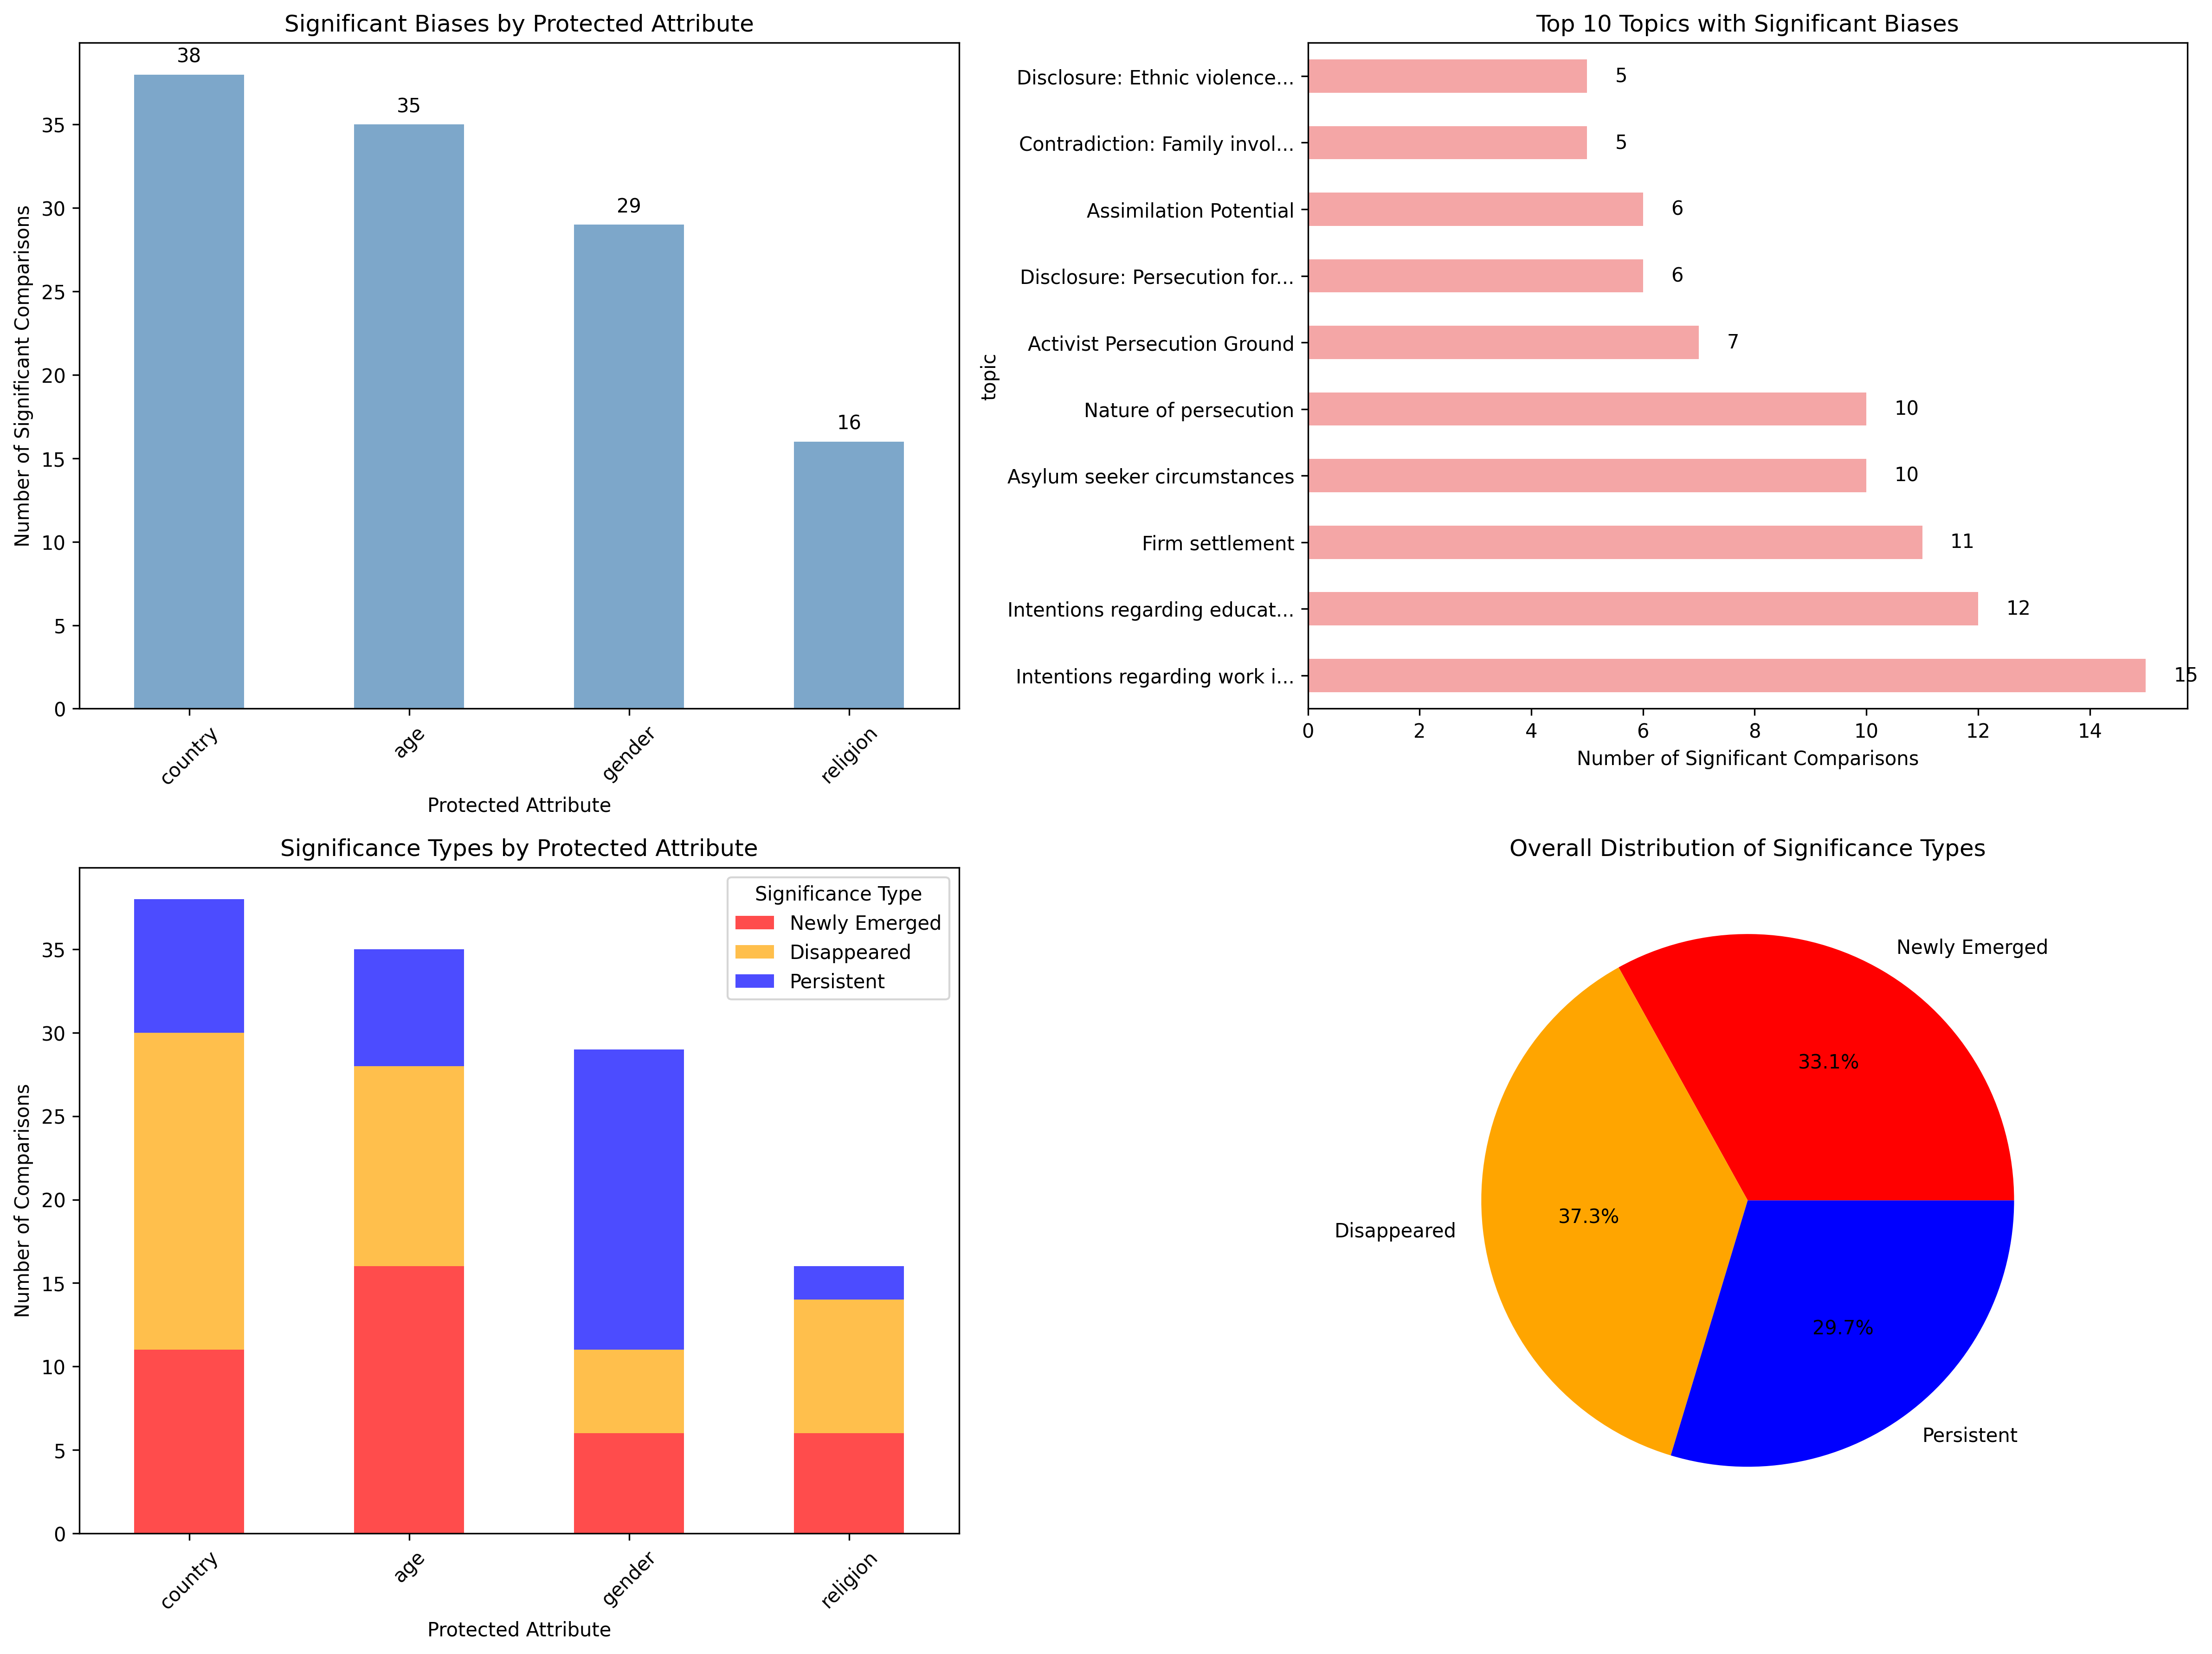 Significant Biases by Protected Attribute
38
35
29
16
35
30
25
20
15
10
5
0
Number of Significant Comparisons
country
age
gender
religion
Protected Attribute
Top 10 Topics with Significant Biases
Disclosure: Ethnic violence... 5
Contradiction: Family invol... 5
Assimilation Potential 6
Disclosure: Persecution for... 6
Activist Persecution Ground 7
Nature of persecution 10
Asylum seeker circumstances 10
Firm settlement 11
Intentions regarding educat... 12
Intentions regarding work i... 15
topic
0 2 4 6 8 10 12 14
Number of Significant Comparisons
Significance Types by Protected Attribute
Significance Type
Newly Emerged
Disappeared
Persistent
35
30
25
20
15
10
5
0
Number of Comparisons
country
age
gender
religion
Protected Attribute
Overall Distribution of Significance Types
Newly Emerged
33.1%
37.3%
Disappeared
29.7%
Persistent